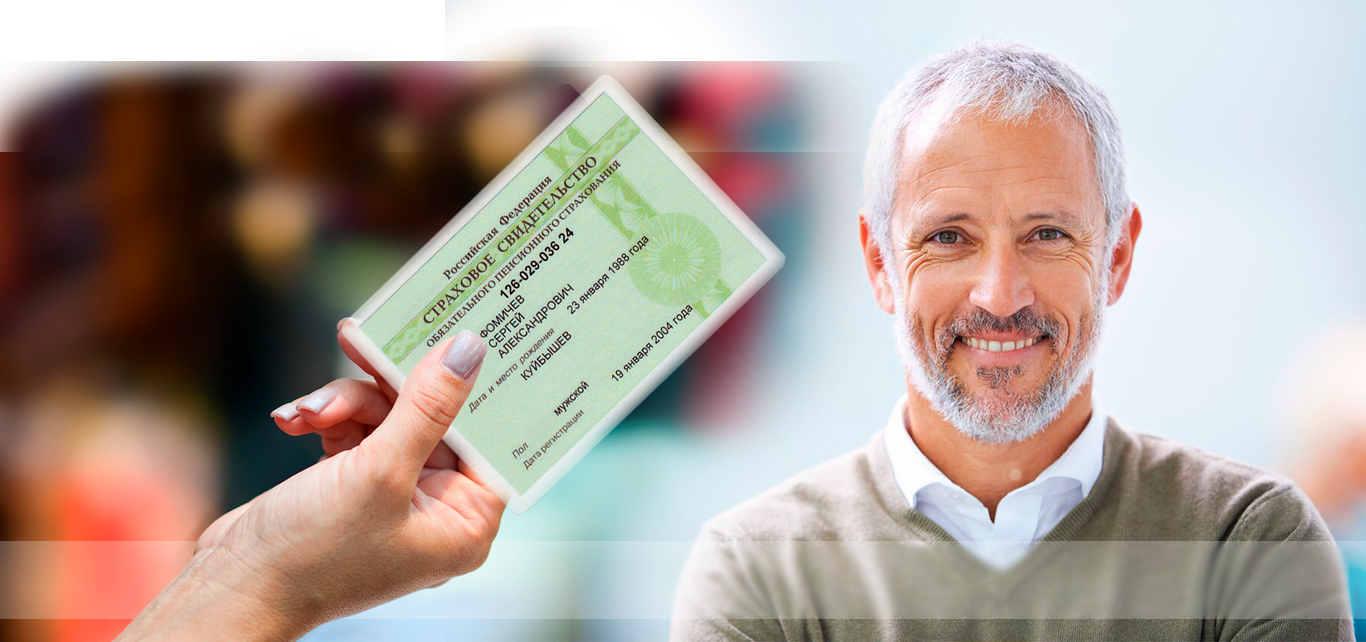 Российская Федерация
СТРАХОВОЕ СВИДЕТЕЛЬСТВО
ОБЯЗАТЕЛЬНОГО ПЕНСИОННОГО СТРАХОВАНИЯ
126-029-036 24
ФОМИЧЕВ
СЕРГЕЙ
АЛЕКСАНДРОВИЧ
Дата и место рождения 23 января 1988 года
КУЙБЫШЕВ
Пол мужской
Дата регистрации 19 января 2004 года